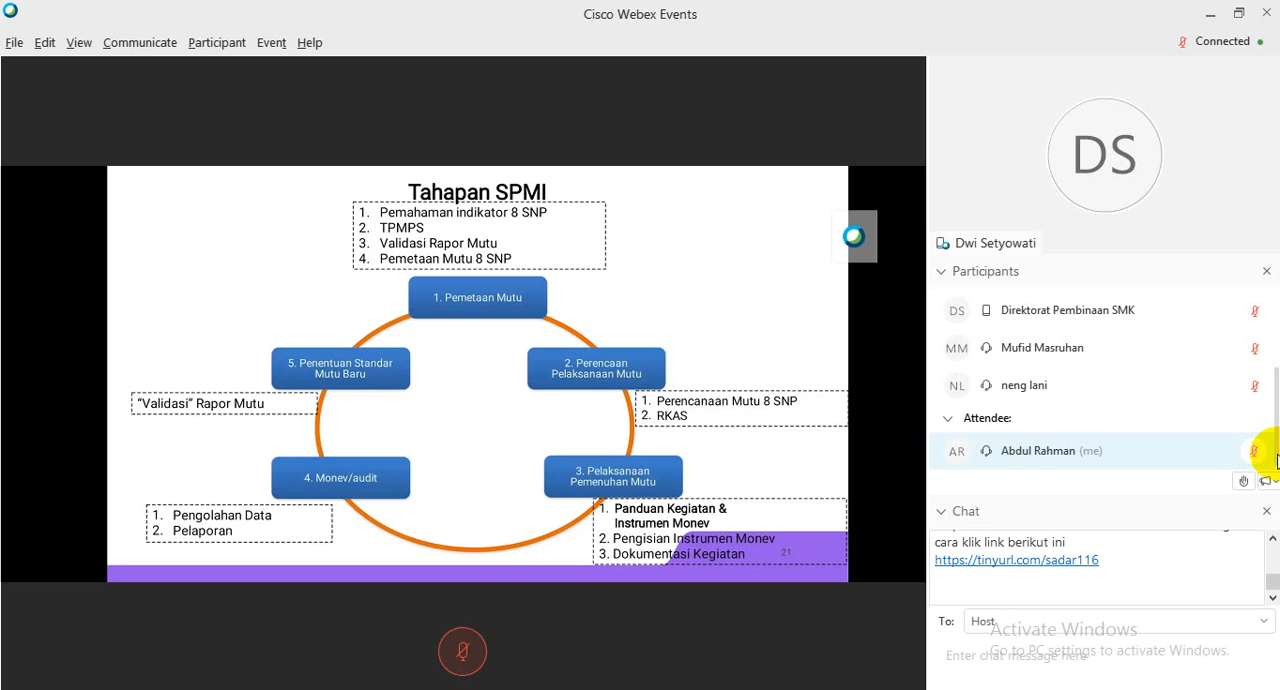 Cisco Webex Events
File Edit View Communicate Participant Event Help
Connected
Tahapan SPMI
1. Pemahaman indikator 8 SNP
2. TPMPS
3. Validasi Rapor Mutu
4. Pemetaan Mutu 8 SNP
1. Pemetaan Mutu
2. Perencaan
Pelaksanaan Mutu
1. Perencanaan Mutu 8 SNP
2. RKAS
3. Pelaksanaan
Pemenuhan Mutu
1. Panduan Kegiatan &
Instrumen Monev
2. Pengisian Instrumen Monev
3. Dokumentasi Kegiatan
21
4. Monev/audit
1. Pengolahan Data
2. Pelaporan
5. Penentuan Standar
Mutu Baru
"Validasi" Rapor Mutu
DS
Dwi Setyowati
Participants
DS Direktorat Pembinaan SMK
MM Mufid Masruhan
NL neng lani
Attendee:
AR Abdul Rahman (me)
Chat
cara klik link berikut ini
https://tinyurl.com/sadar116
To: Host
Enter chat message here
Activate Windows
Go to PC settings to activate Windows.